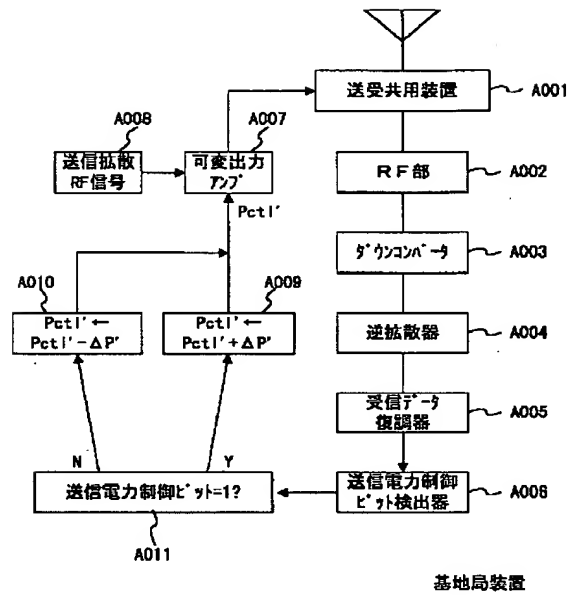 送受共用装置
A001
A008
A007
送信拡散
RF信号
可変出力
アンプ
RF部
A002
Pctl'
ダウンコンバータ
A003
A010
A009
Pctl'←
Pctl'-ΔP'
Pctl'←
Pctl'+ΔP'
逆拡散器
A004
受信データ
復調器
A005
N
Y
送信電力制御ビット=1?
送信電力制御
ビット検出器
A006
A011
基地局装置